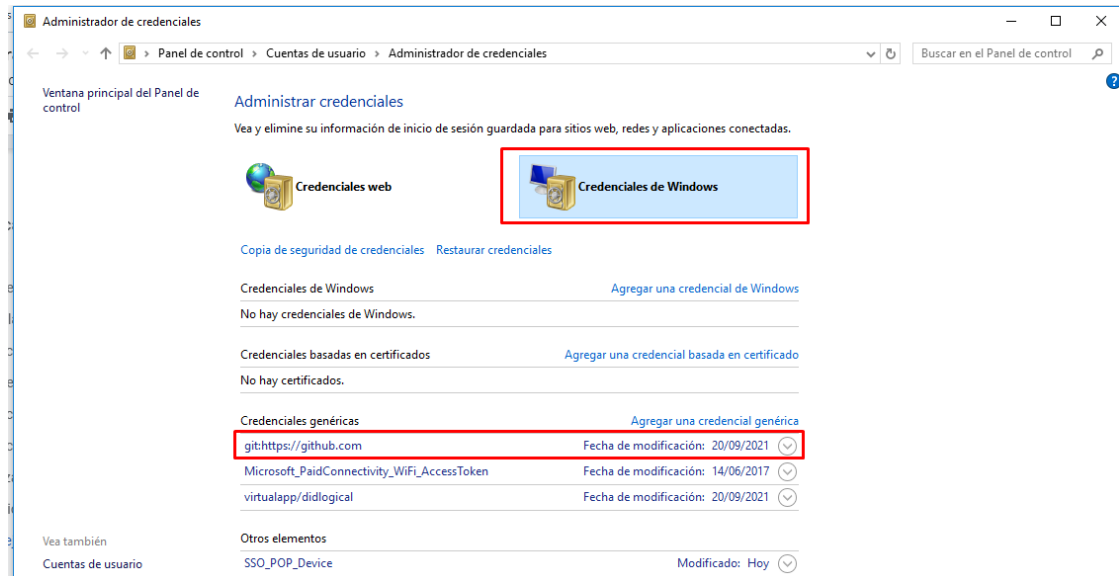 Administrador de credenciales
Panel de control > Cuentas de usuario > Administrador de credenciales
Buscar en el Panel de control
Ventana principal del Panel de control
Administrar credenciales
Vea y elimine su información de inicio de sesión guardada para sitios web, redes y aplicaciones conectadas.
Credenciales web
Credenciales de Windows
Copia de seguridad de credenciales Restaurar credenciales
Credenciales de Windows Agregar una credencial de Windows
No hay credenciales de Windows.
Credenciales basadas en certificados Agregar una credencial basada en certificado
No hay certificados.
Credenciales genéricas Agregar una credencial genérica
git:https://github.com Fecha de modificación: 20/09/2021
Microsoft_PaidConnectivity_WiFi_AccessToken Fecha de modificación: 14/06/2017
virtualapp/didlogical Fecha de modificación: 20/09/2021
Otros elementos
SSO_POP_Device Modificado: Hoy
Vea también
Cuentas de usuario